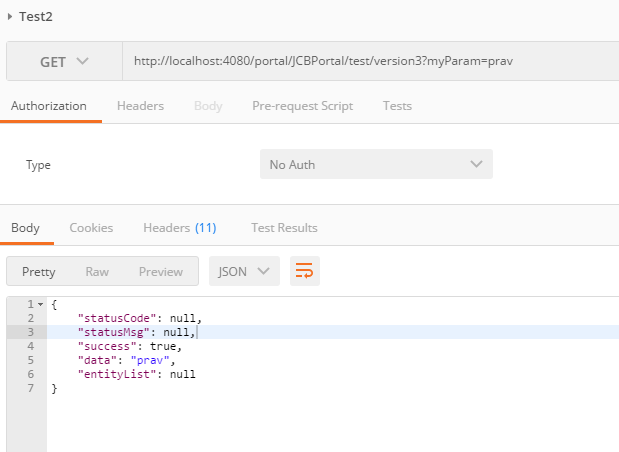 Test2
GET http://localhost:4080/portal/JCBPortal/test/version3?myParam=prav
Authorization Headers Body Pre-request Script Tests
Type No Auth
Body Cookies Headers (11) Test Results
Pretty Raw Preview JSON
1 {
2 "statusCode": null,
3 "statusMsg": null,
4 "success": true,
5 "data": "prav",
6 "entityList": null
7 }